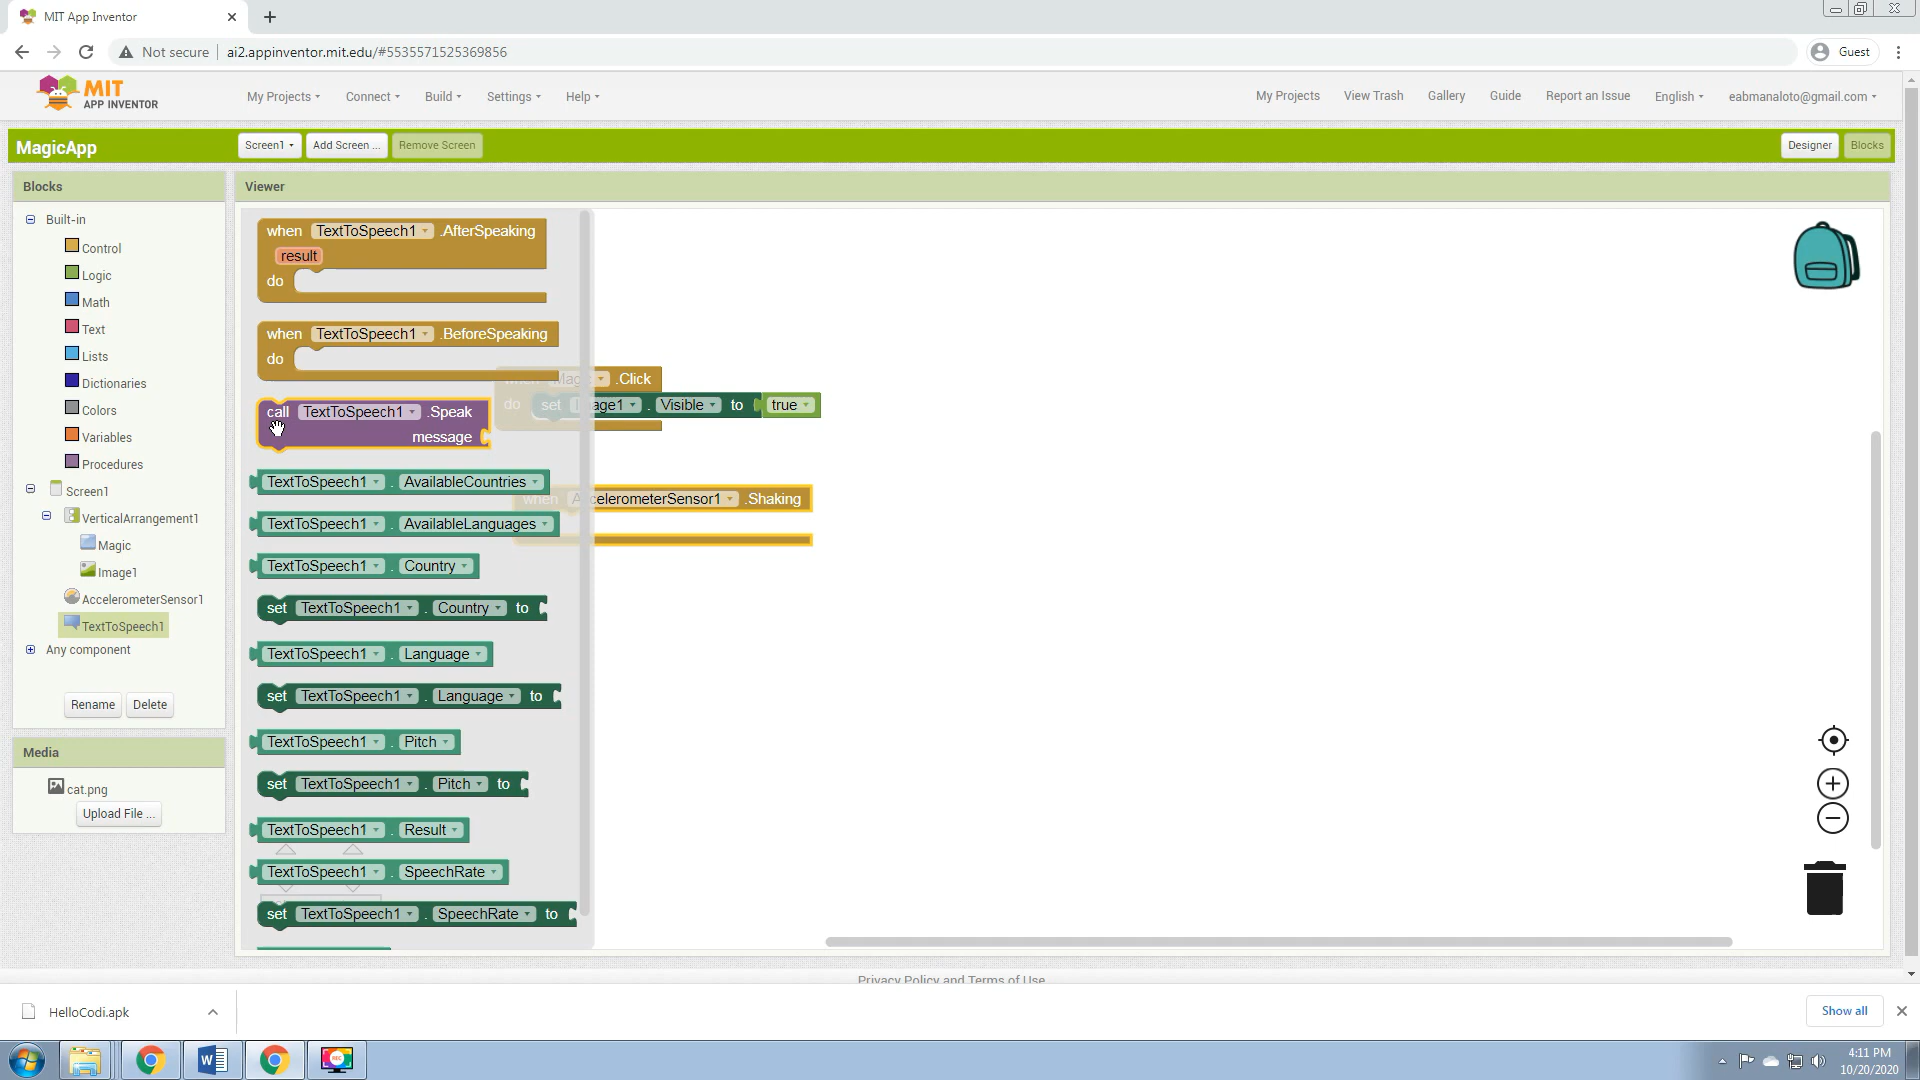 MIT App Inventor
Not secure
ai2.appinventor.mit.edu/#5535571525369856
Guest
MIT
APP INVENTOR
My Projects
Connect
Build
Settings
Help
My Projects
View Trash
Gallery
Guide
Report an Issue
English
eabmanaloto@gmail.com
MagicApp
Screen1
Add Screen ...
Remove Screen
Designer
Blocks
Blocks
Viewer
Built-in
Control
Logic
Math
Text
Lists
Dictionaries
Colors
Variables
Procedures
Screen1
VerticalArrangement1
Magic
Image1
AccelerometerSensor1
TextToSpeech1
Any component
Rename
Delete
Media
cat.png
Upload File ...
when TextToSpeech1 .AfterSpeaking
result
do
when TextToSpeech1 .BeforeSpeaking
do
call TextToSpeech1 .Speak
message
TextToSpeech1 . AvailableCountries
TextToSpeech1 . AvailableLanguages
TextToSpeech1 . Country
set TextToSpeech1 . Country to
TextToSpeech1 . Language
set TextToSpeech1 . Language to
TextToSpeech1 . Pitch
set TextToSpeech1 . Pitch to
TextToSpeech1 . Result
TextToSpeech1 . SpeechRate
set TextToSpeech1 . SpeechRate to
when Magic .Click
do set Image1 . Visible to true
when AccelerometerSensor1 .Shaking
Privacy Policy and Terms of Use
HelloCodi.apk
Show all
4:11 PM
10/20/2020